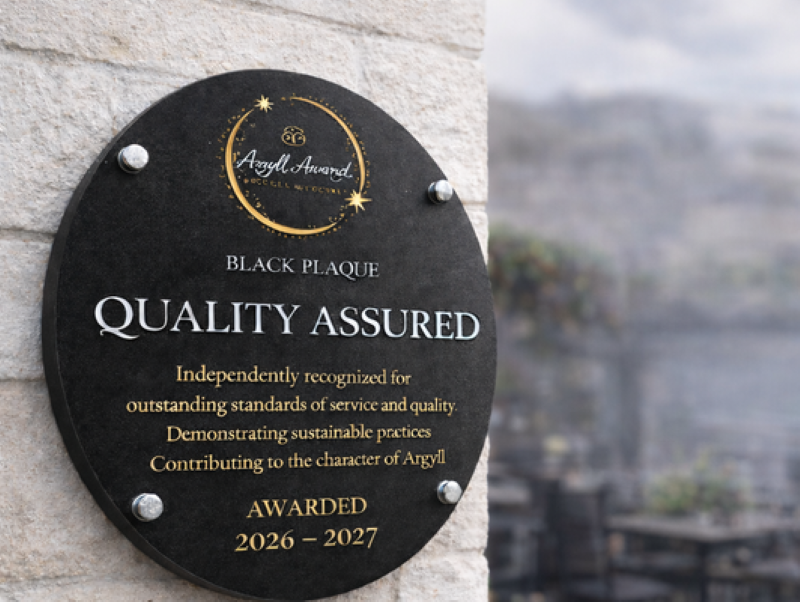 Argyll Award
BLACK PLAQUE
QUALITY ASSURED
Independently recognized for
outstanding standards of service and quality.
Demonstrating sustainable practices
Contributing to the character of Argyll
AWARDED
2026 – 2027